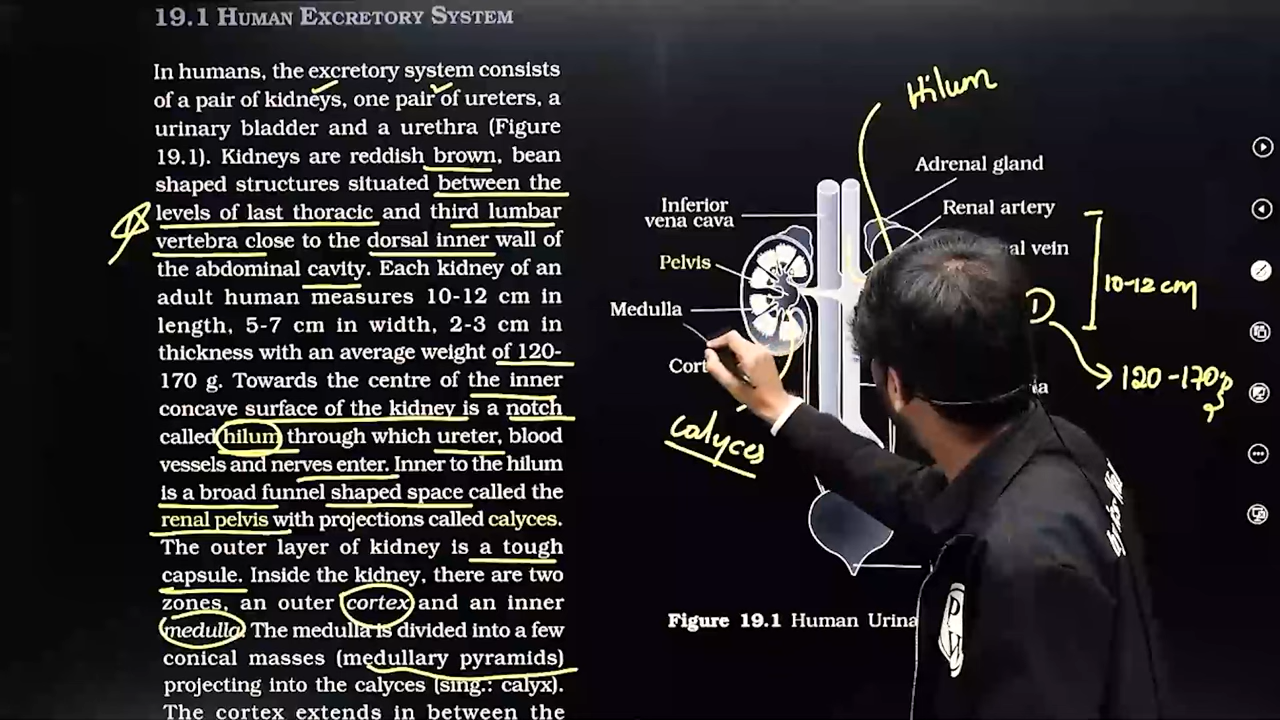 19.1 HUMAN EXCRETORY SYSTEM
In humans, the excretory system consists
of a pair of kidneys, one pair of ureters, a
urinary bladder and a urethra (Figure
19.1). Kidneys are reddish brown, bean
shaped structures situated between the
levels of last thoracic and third lumbar
vertebra close to the dorsal inner wall of
the abdominal cavity. Each kidney of an
adult human measures 10-12 cm in
length, 5-7 cm in width, 2-3 cm in
thickness with an average weight of 120-
170 g. Towards the centre of the inner
concave surface of the kidney is a notch
called hilum through which ureter, blood
vessels and nerves enter. Inner to the hilum
is a broad funnel shaped space called the
renal pelvis with projections called calyces.
The outer layer of kidney is a tough
capsule. Inside the kidney, there are two
zones, an outer cortex and an inner
medulla. The medulla is divided into a few
conical masses (medullary pyramids)
projecting into the calyces (sing.: calyx).
The cortex extends in between the
Hilum
Adrenal gland
Inferior
vena cava
Renal artery
al vein
Pelvis
10-12 cm
Medulla
Cort
120-170g
calyces
Figure 19.1 Human Urina